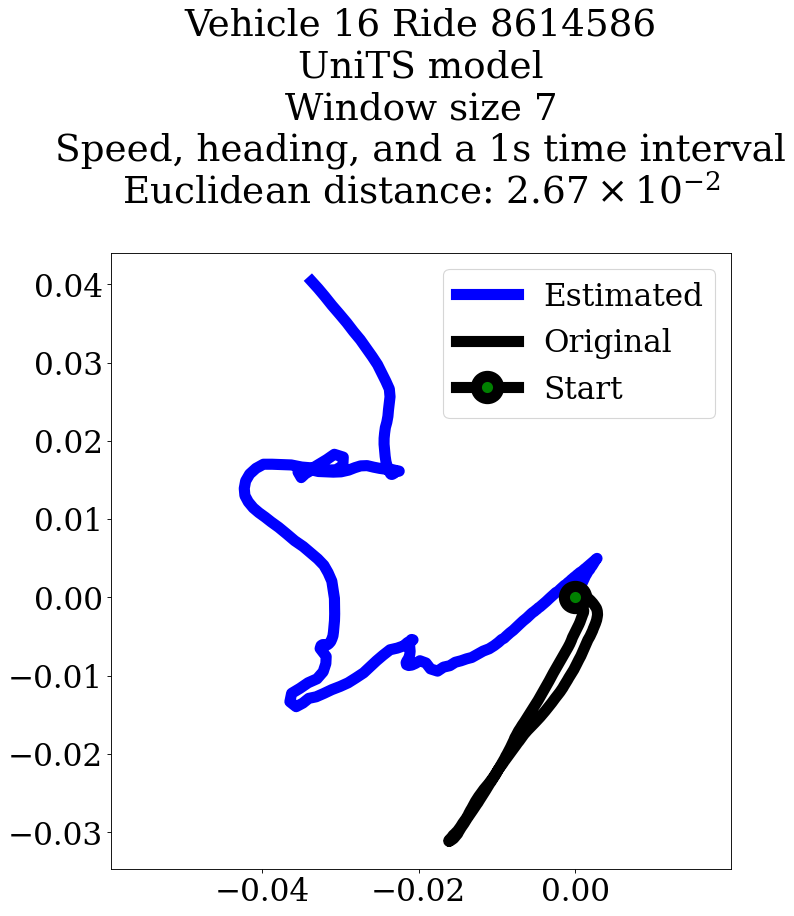 Vehicle 16 Ride 8614586
UniTS model
Window size 7
Speed, heading, and a 1s time interval
Euclidean distance: 2.67 × 10⁻²
Estimated
Original
Start
0.04
0.03
0.02
0.01
0.00
−0.01
−0.02
−0.03
−0.04
−0.02
0.00